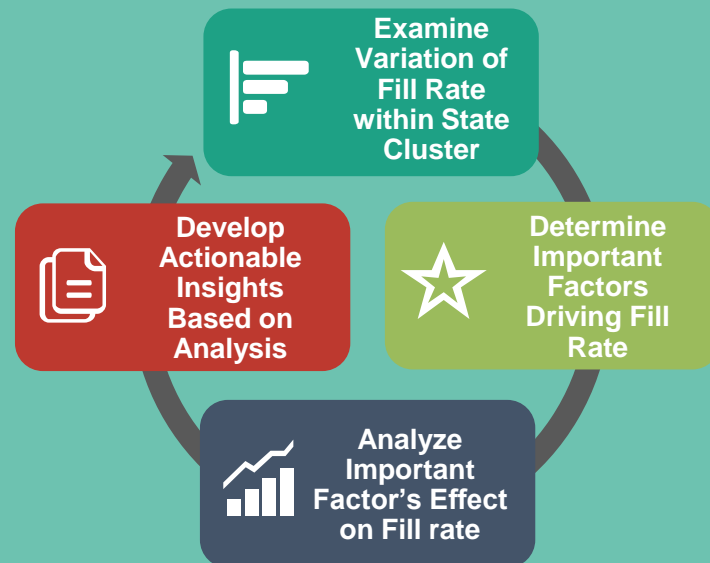 Examine
Variation of
Fill Rate
within State
Cluster
Determine
Important
Factors
Driving Fill
Rate
Analyze
Important
Factor's Effect
on Fill rate
Develop
Actionable
Insights
Based on
Analysis